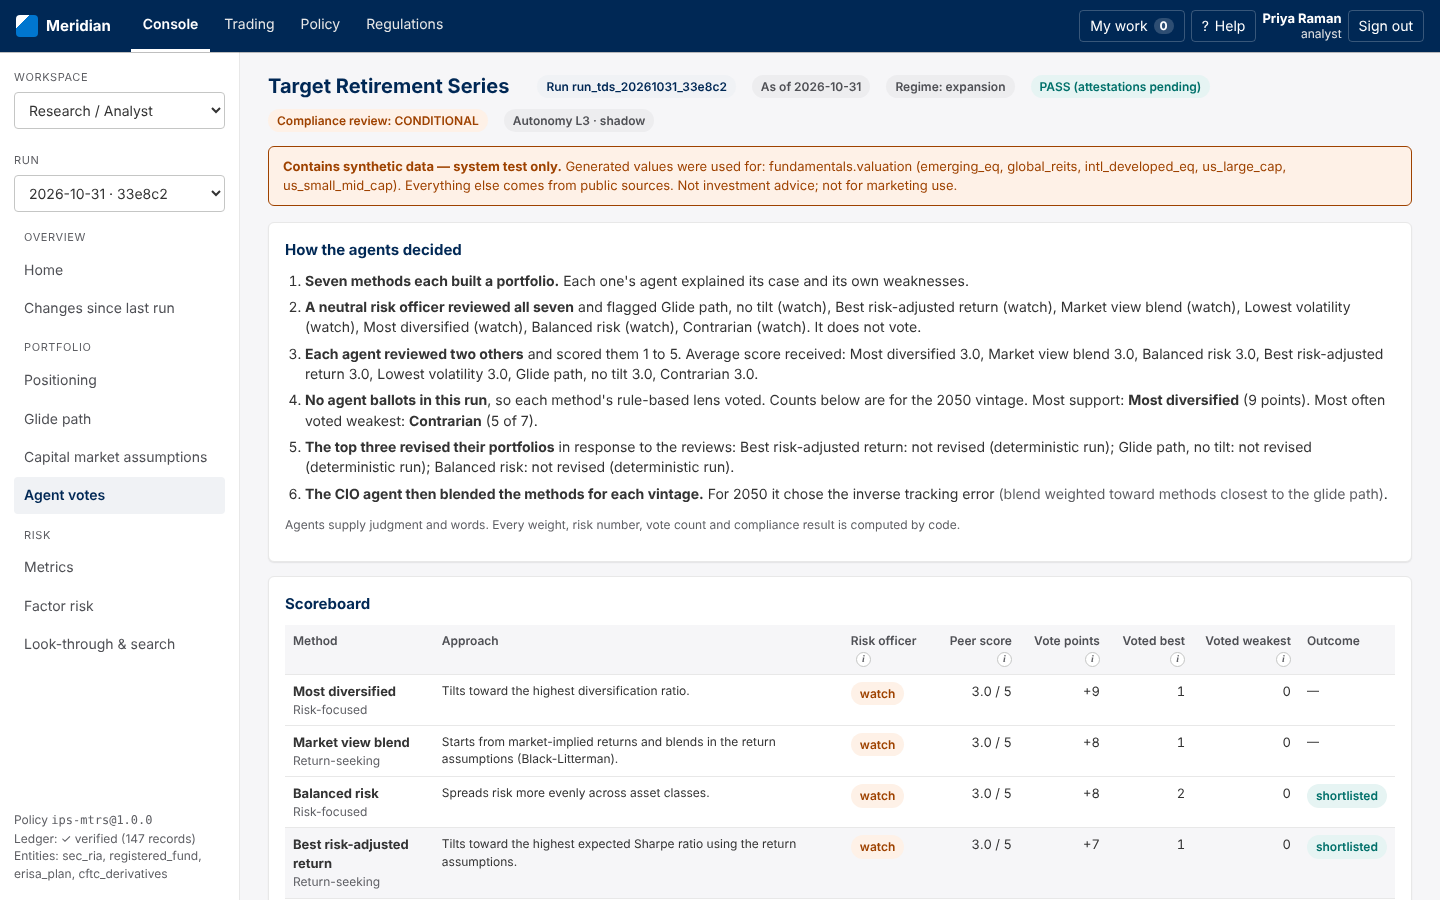 Meridian
Console
Trading
Policy
Regulations
My work 0
? Help
Priya Raman
analyst
Sign out
WORKSPACE
Research / Analyst
RUN
2026-10-31 · 33e8c2
OVERVIEW
Home
Changes since last run
PORTFOLIO
Positioning
Glide path
Capital market assumptions
Agent votes
RISK
Metrics
Factor risk
Look-through & search
Policy ips-mtrs@1.0.0
Ledger: ✓ verified (147 records)
Entities: sec_ria, registered_fund,
erisa_plan, cftc_derivatives
Target Retirement Series
Run run_tds_20261031_33e8c2
As of 2026-10-31
Regime: expansion
PASS (attestations pending)
Compliance review: CONDITIONAL
Autonomy L3 · shadow
Contains synthetic data — system test only. Generated values were used for: fundamentals.valuation (emerging_eq, global_reits, intl_developed_eq, us_large_cap,
us_small_mid_cap). Everything else comes from public sources. Not investment advice; not for marketing use.
How the agents decided
1. Seven methods each built a portfolio. Each one's agent explained its case and its own weaknesses.
2. A neutral risk officer reviewed all seven and flagged Glide path, no tilt (watch), Best risk-adjusted return (watch), Market view blend (watch), Lowest volatility
(watch), Most diversified (watch), Balanced risk (watch), Contrarian (watch). It does not vote.
3. Each agent reviewed two others and scored them 1 to 5. Average score received: Most diversified 3.0, Market view blend 3.0, Balanced risk 3.0, Best risk-adjusted
return 3.0, Lowest volatility 3.0, Glide path, no tilt 3.0, Contrarian 3.0.
4. No agent ballots in this run, so each method's rule-based lens voted. Counts below are for the 2050 vintage. Most support: Most diversified (9 points). Most often
voted weakest: Contrarian (5 of 7).
5. The top three revised their portfolios in response to the reviews: Best risk-adjusted return: not revised (deterministic run); Glide path, no tilt: not revised
(deterministic run); Balanced risk: not revised (deterministic run).
6. The CIO agent then blended the methods for each vintage. For 2050 it chose the inverse tracking error (blend weighted toward methods closest to the glide path).
Agents supply judgment and words. Every weight, risk number, vote count and compliance result is computed by code.
Scoreboard
Method Approach Risk officer Peer score Vote points Voted best Voted weakest Outcome
i i i i i
Most diversified Tilts toward the highest diversification ratio. watch 3.0 / 5 +9 1 0 —
Risk-focused
Market view blend Starts from market-implied returns and blends in the return watch 3.0 / 5 +8 1 0 —
Return-seeking assumptions (Black-Litterman).
Balanced risk Spreads risk more evenly across asset classes. watch 3.0 / 5 +8 2 0 shortlisted
Risk-focused
Best risk-adjusted Tilts toward the highest expected Sharpe ratio using the return watch 3.0 / 5 +7 1 0 shortlisted
return assumptions.
Return-seeking